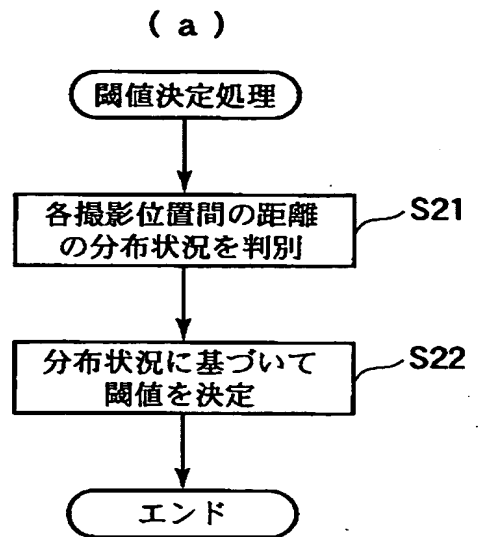 ( a )
閾値決定処理
各撮影位置間の距離
の分布状況を判別
S21
分布状況に基づいて
閾値を決定
S22
エンド